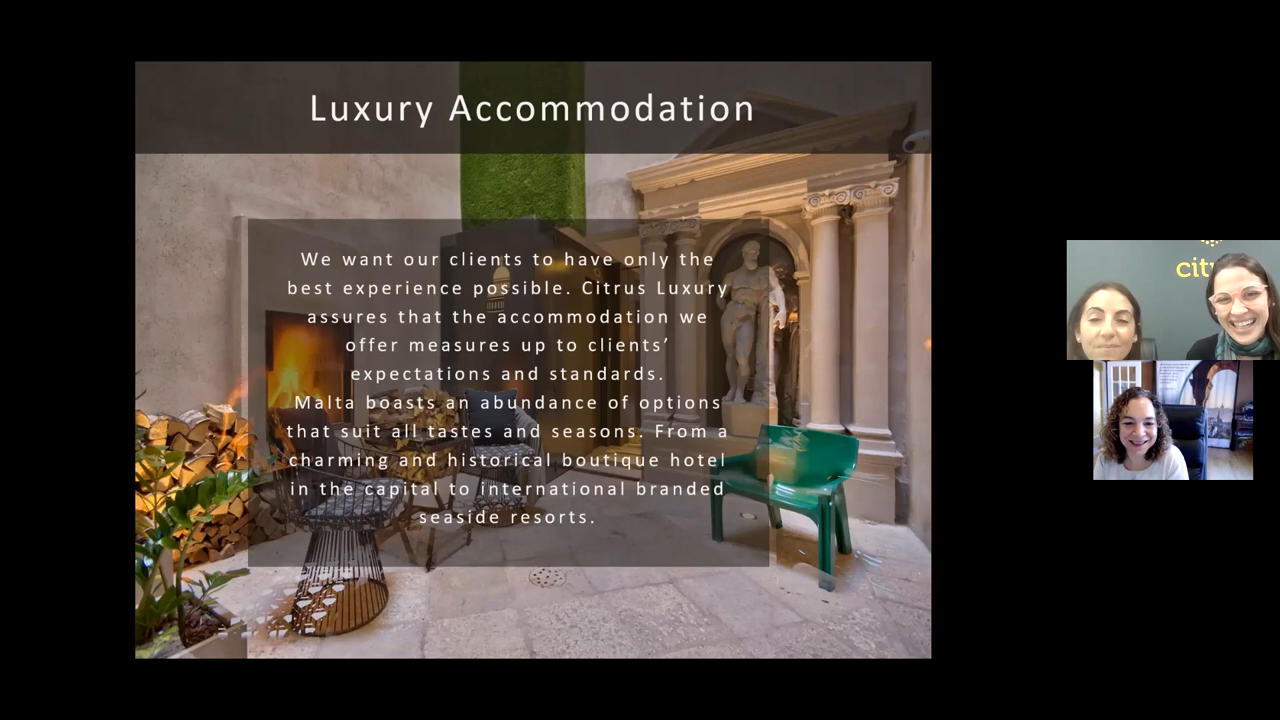 Luxury Accommodation
We want our clients to have only the
best experience possible. Citrus Luxury
assures that the accommodation we
offer measures up to clients’
expectations and standards.
Malta boasts an abundance of options
that suit all tastes and seasons. From a
charming and historical boutique hotel
in the capital to international branded
seaside resorts.